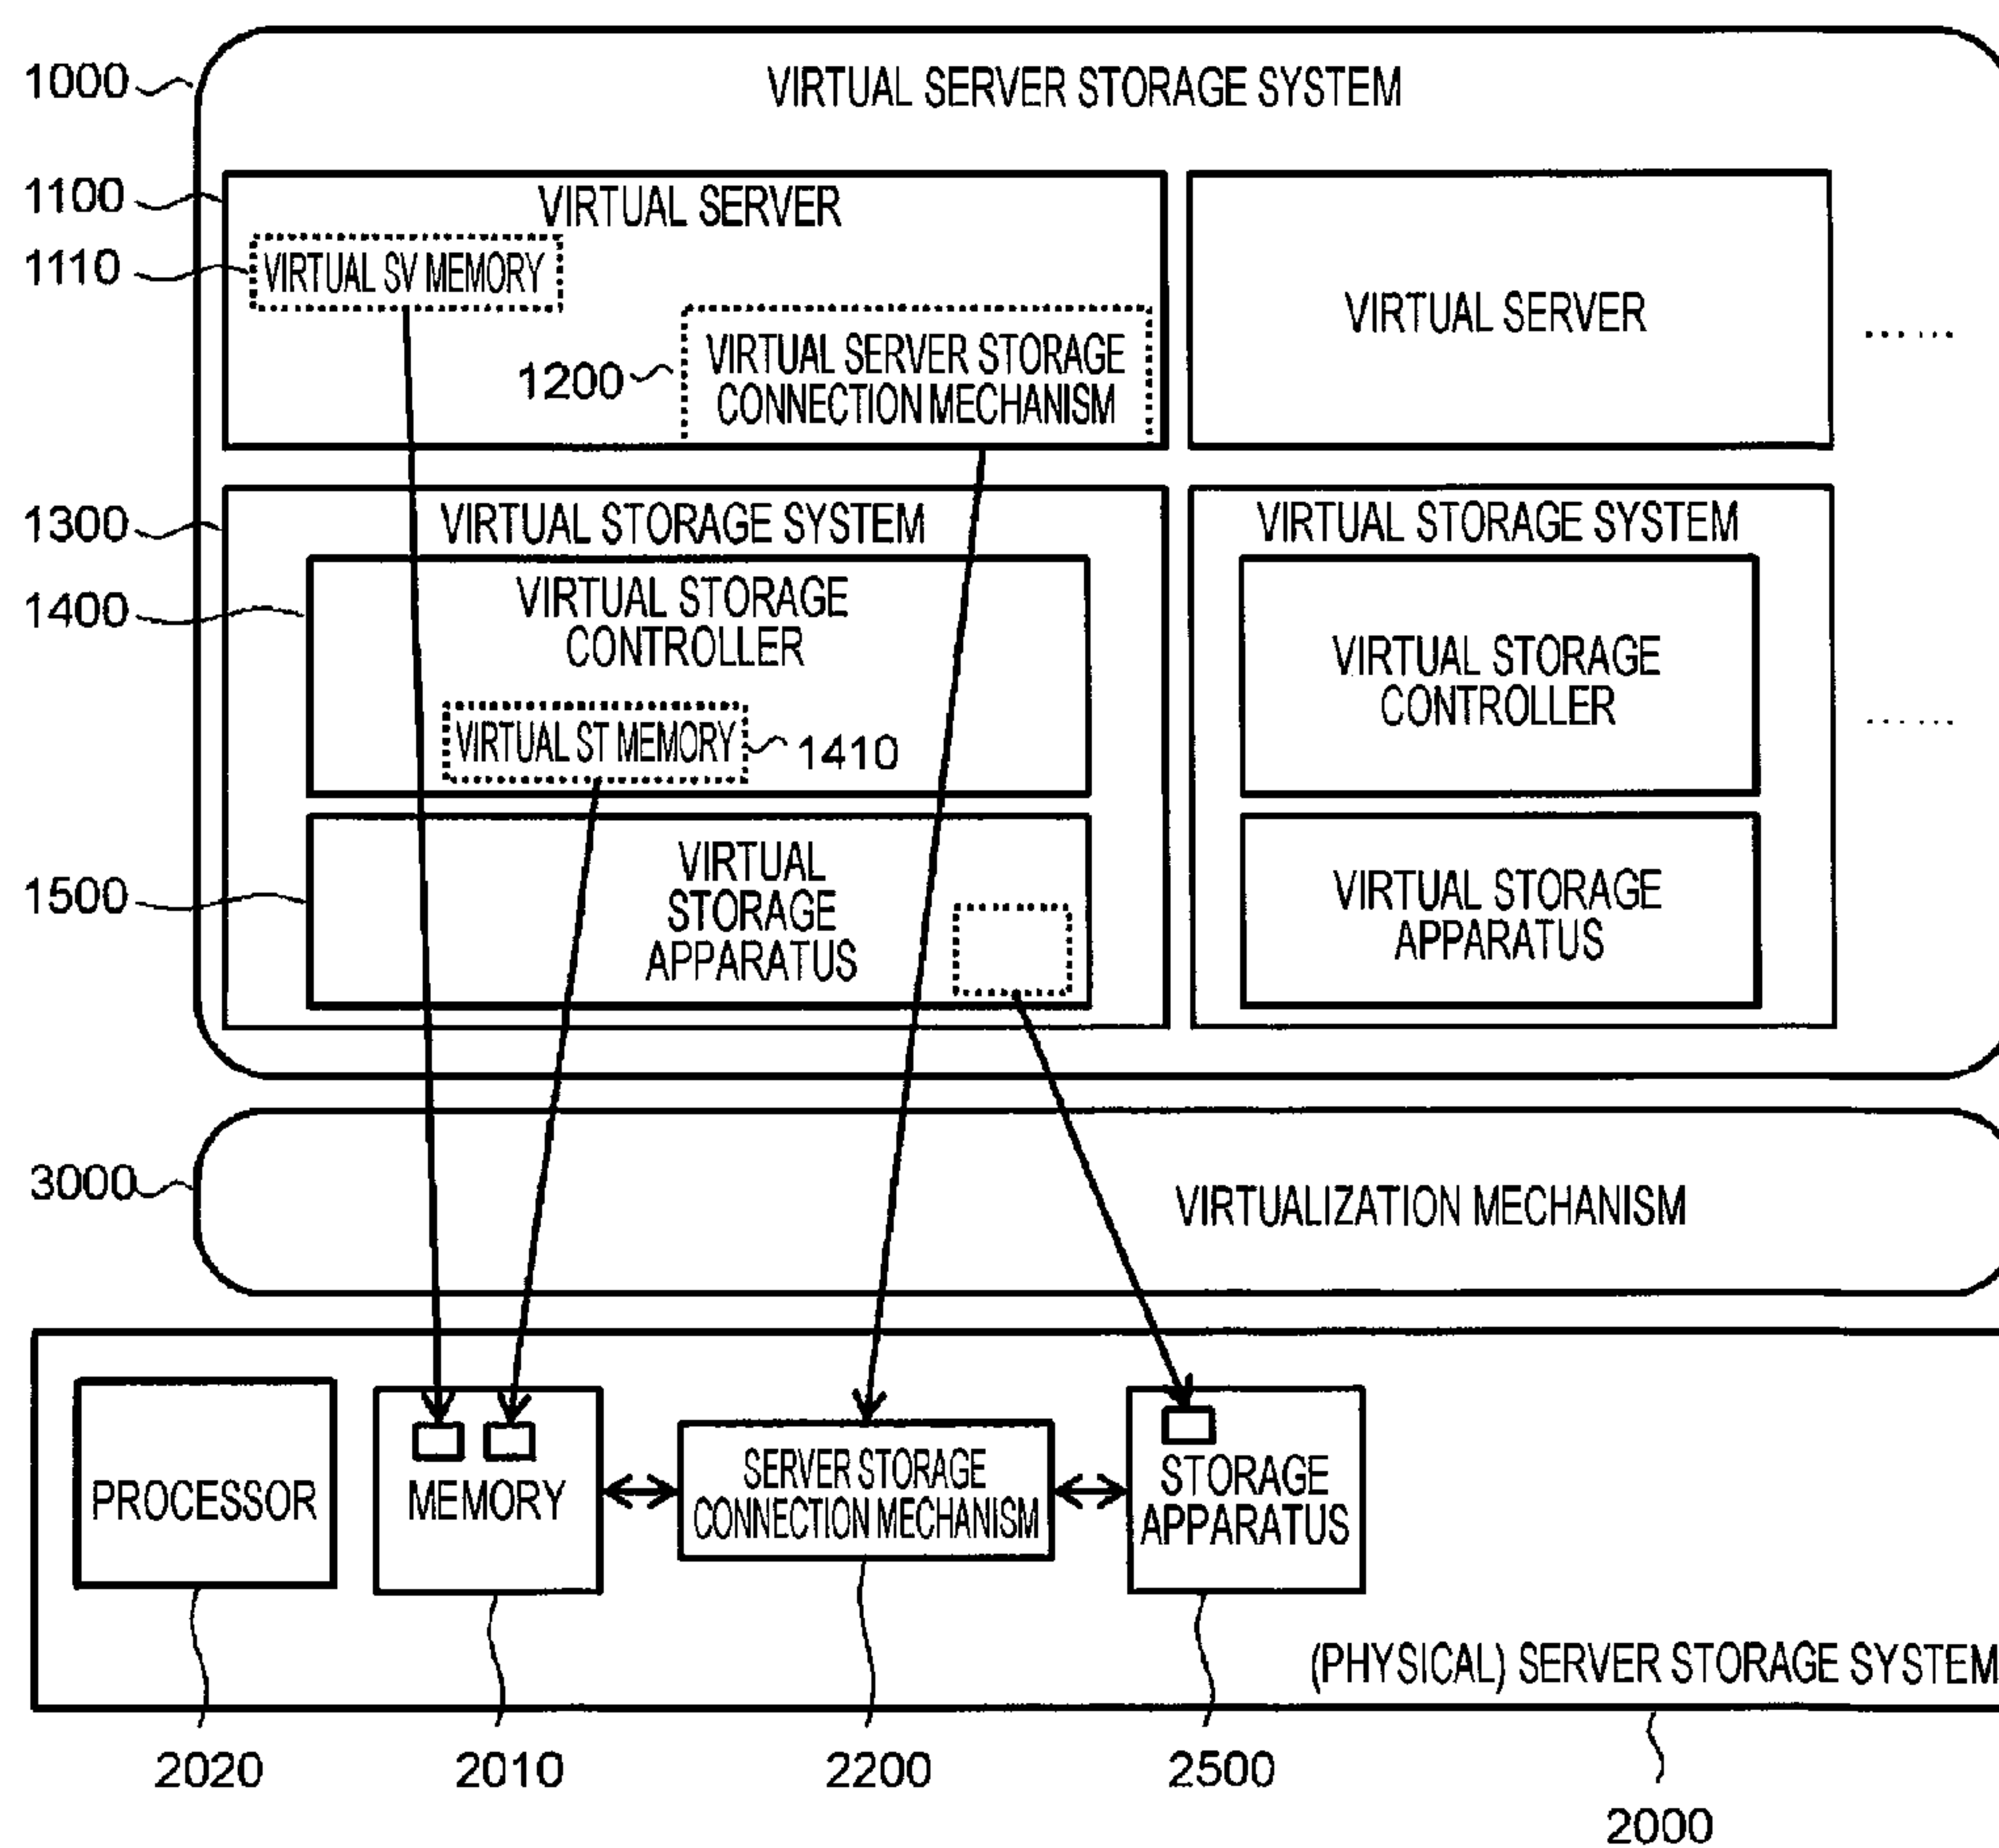 1000
VIRTUAL SERVER STORAGE SYSTEM
1100
VIRTUAL SERVER
1110
VIRTUAL SV MEMORY
1200
VIRTUAL SERVER STORAGE
CONNECTION MECHANISM
VIRTUAL SERVER
......
1300
VIRTUAL STORAGE SYSTEM
1400
VIRTUAL STORAGE
CONTROLLER
VIRTUAL ST MEMORY
1410
1500
VIRTUAL
STORAGE
APPARATUS
VIRTUAL STORAGE SYSTEM
VIRTUAL STORAGE
CONTROLLER
......
VIRTUAL STORAGE
APPARATUS
3000
VIRTUALIZATION MECHANISM
PROCESSOR
MEMORY
SERVER STORAGE
CONNECTION MECHANISM
STORAGE
APPARATUS
(PHYSICAL) SERVER STORAGE SYSTEM
2020
2010
2200
2500
2000